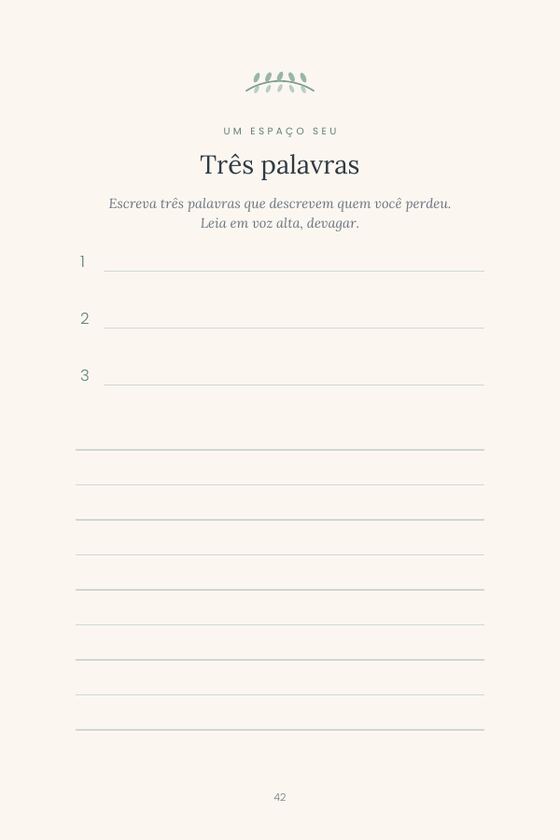 UM ESPAÇO SEU
Três palavras
Escreva três palavras que descrevem quem você perdeu.
Leia em voz alta, devagar.
1
2
3
42